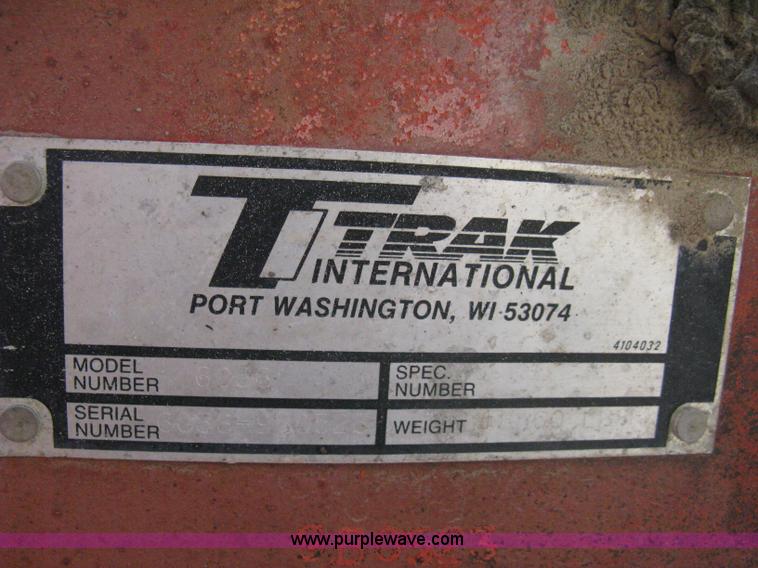 TRAK
INTERNATIONAL
PORT WASHINGTON, WI 53074
4104032
MODEL
NUMBER
SPEC.
NUMBER
SERIAL
NUMBER
WEIGHT
www.purplewave.com